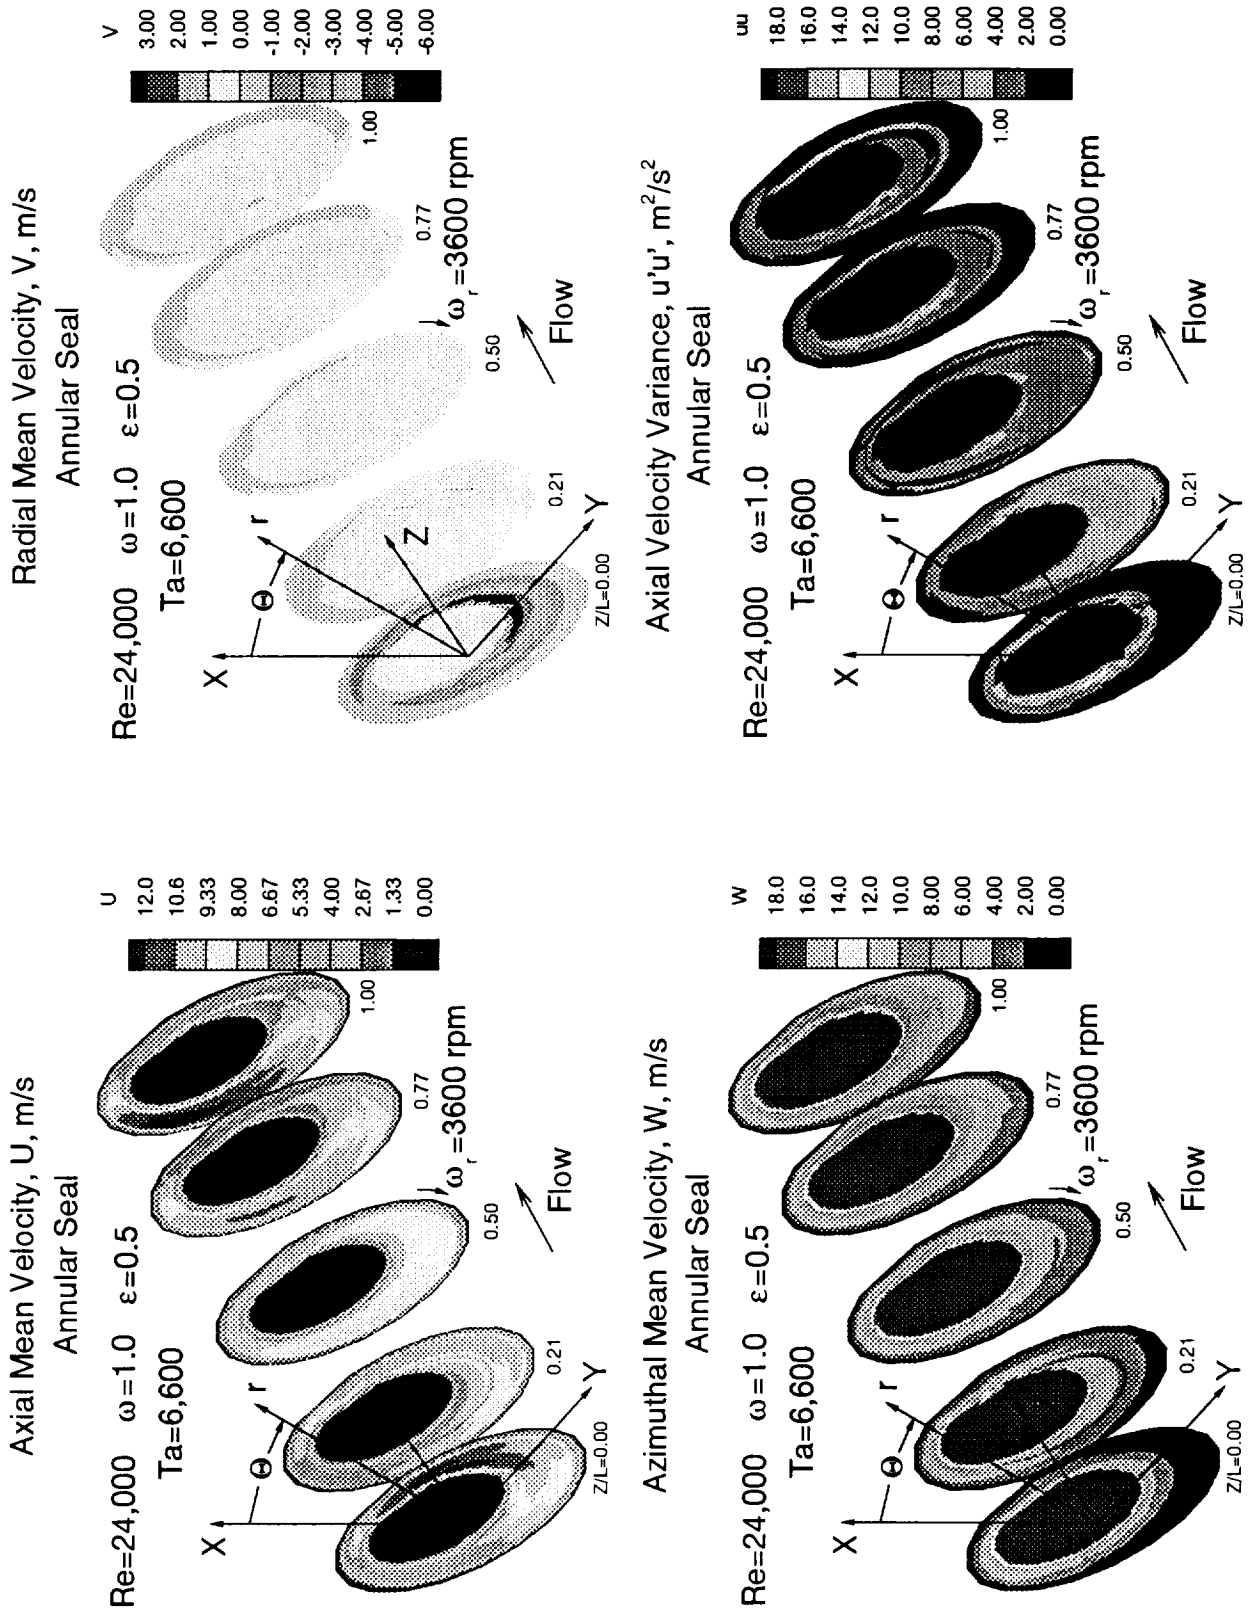 Axial Mean Velocity, U, m/s
Annular Seal
Re=24,000 ω=1.0 ε=0.5
Ta=6,600
X
Θ
r
Y
Z/L=0.00
0.21
0.50
0.77
1.00
ω r =3600 rpm
Flow
U
12.0
10.6
9.33
8.00
6.67
5.33
4.00
2.67
1.33
0.00
Radial Mean Velocity, V, m/s
Annular Seal
Re=24,000 ω=1.0 ε=0.5
Ta=6,600
X
Θ
r
Z
Y
Z/L=0.00
0.21
0.50
0.77
1.00
ω r =3600 rpm
Flow
V
3.00
2.00
1.00
0.00
-1.00
-2.00
-3.00
-4.00
-5.00
-6.00
Azimuthal Mean Velocity, W, m/s
Annular Seal
Re=24,000 ω=1.0 ε=0.5
Ta=6,600
X
Θ
r
Y
Z/L=0.00
0.21
0.50
0.77
1.00
ω r =3600 rpm
Flow
W
18.0
16.0
14.0
12.0
10.0
8.00
6.00
4.00
2.00
0.00
Axial Velocity Variance, u'u', m²/s²
Annular Seal
Re=24,000 ω=1.0 ε=0.5
Ta=6,600
X
Θ
r
Y
Z/L=0.00
0.21
0.50
0.77
1.00
ω r =3600 rpm
Flow
uu
18.0
16.0
14.0
12.0
10.0
8.00
6.00
4.00
2.00
0.00